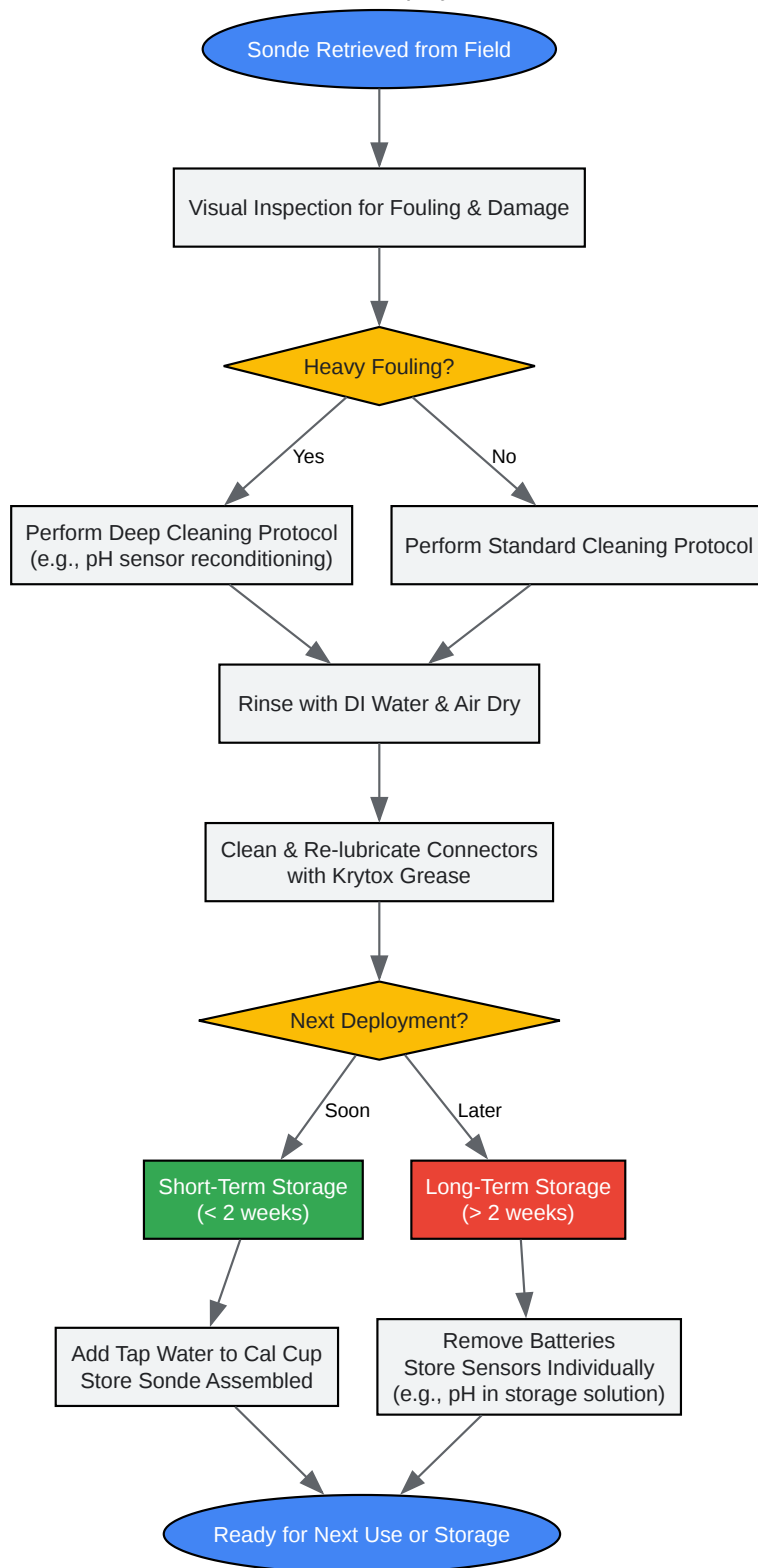 Sonde Retrieved from Field
Visual Inspection for Fouling & Damage
Heavy Fouling?
Yes
No
Perform Deep Cleaning Protocol
(e.g., pH sensor reconditioning)
Perform Standard Cleaning Protocol
Rinse with DI Water & Air Dry
Clean & Re-lubricate Connectors
with Krytox Grease
Next Deployment?
Soon
Later
Short-Term Storage
(< 2 weeks)
Long-Term Storage
(> 2 weeks)
Add Tap Water to Cal Cup
Store Sonde Assembled
Remove Batteries
Store Sensors Individually
(e.g., pH in storage solution)
Ready for Next Use or Storage